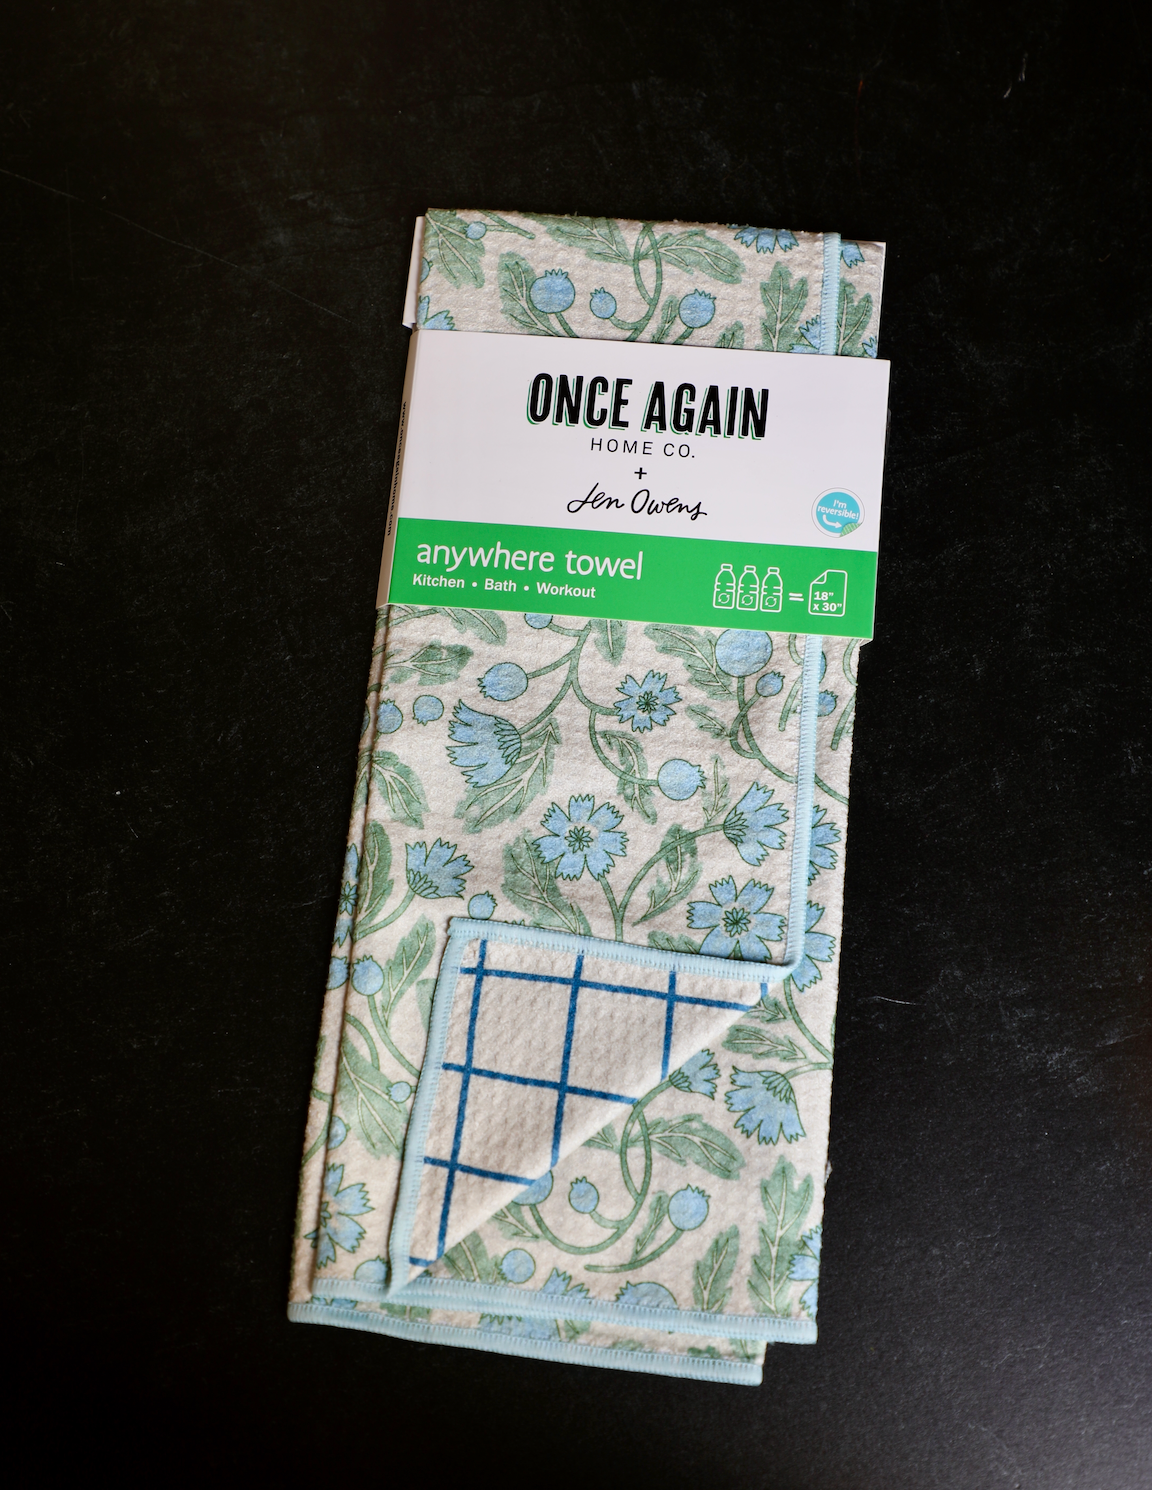 ONCE AGAIN
HOME CO.
+
Jen Owens
I'm
reversible!
anywhere towel
Kitchen • Bath • Workout
=
18"
x 30"